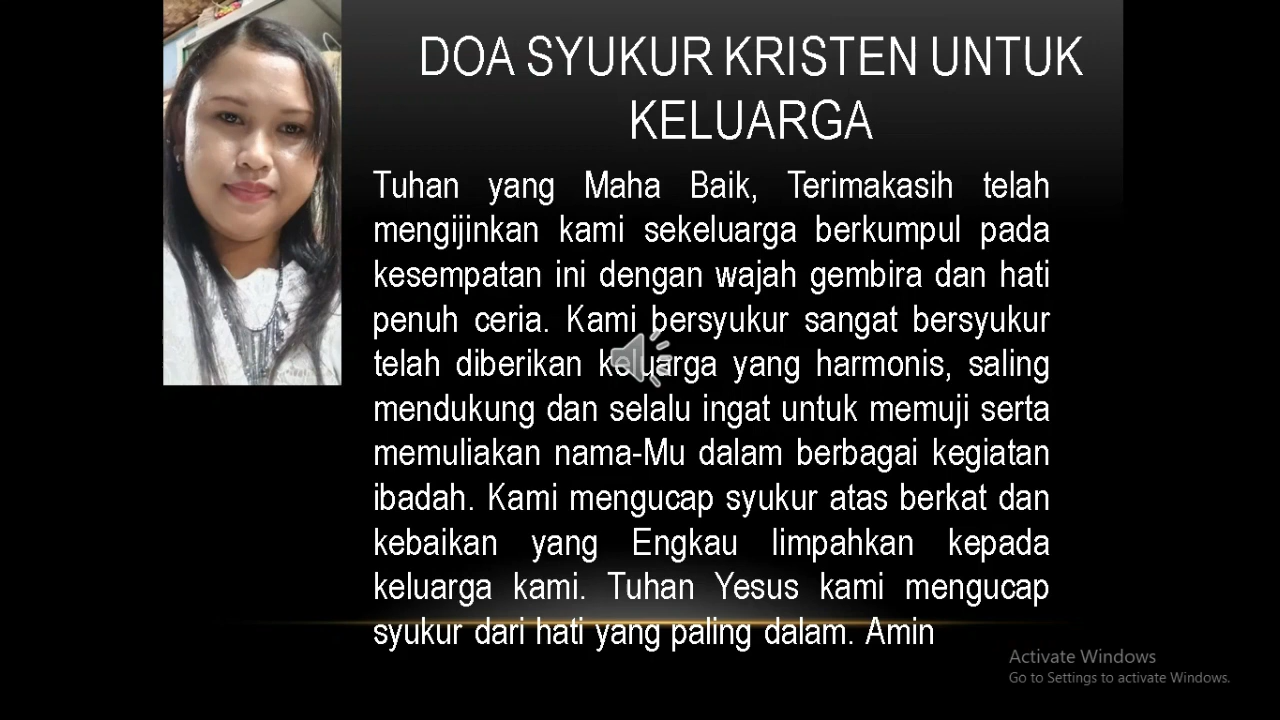 DOA SYUKUR KRISTEN UNTUK
KELUARGA
Tuhan yang Maha Baik, Terimakasih telah
mengijinkan kami sekeluarga berkumpul pada
kesempatan ini dengan wajah gembira dan hati
penuh ceria. Kami bersyukur sangat bersyukur
telah diberikan keluarga yang harmonis, saling
mendukung dan selalu ingat untuk memuji serta
memuliakan nama-Mu dalam berbagai kegiatan
ibadah. Kami mengucap syukur atas berkat dan
kebaikan yang Engkau limpahkan kepada
keluarga kami. Tuhan Yesus kami mengucap
syukur dari hati yang paling dalam. Amin
Activate Windows
Go to Settings to activate Windows.